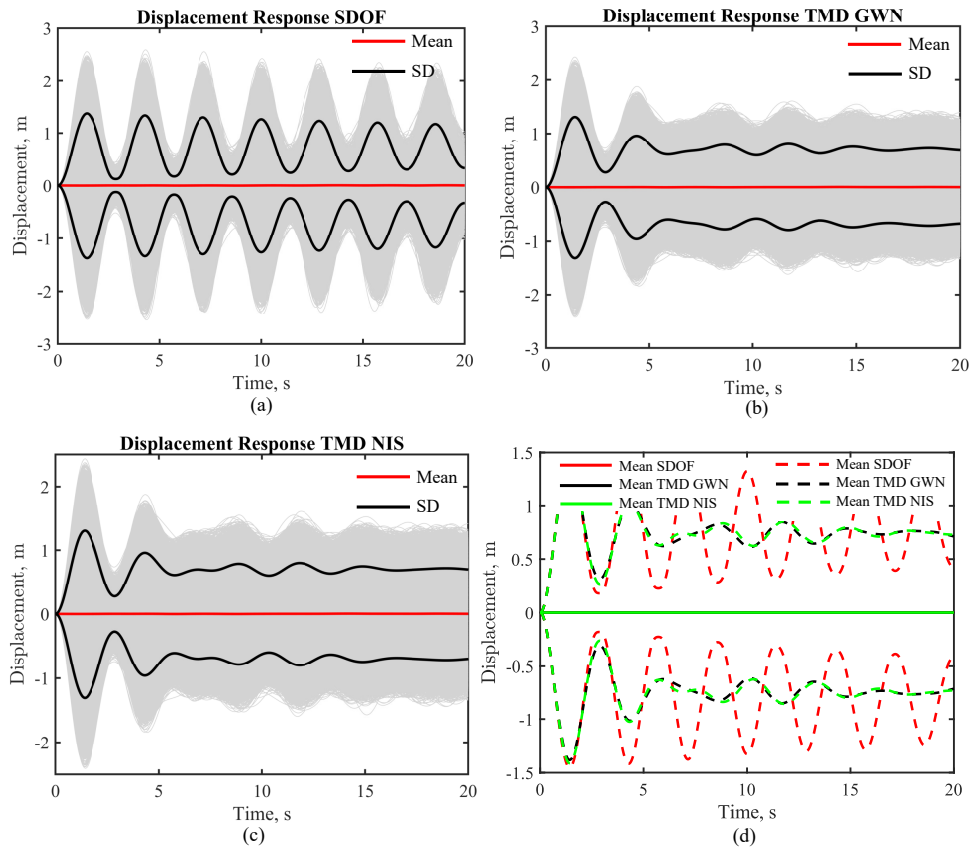 Displacement Response SDOF
Mean
SD
Displacement, m
3
2
1
0
-1
-2
-3
0 5 10 15 20
Time, s
(a)
Displacement Response TMD GWN
Mean
SD
Displacement, m
3
2
1
0
-1
-2
-3
0 5 10 15 20
Time, s
(b)
Displacement Response TMD NIS
Mean
SD
Displacement, m
2
1
0
-1
-2
0 5 10 15 20
Time, s
(c)
Mean SDOF
Mean TMD GWN
Mean TMD NIS
Mean SDOF
Mean TMD GWN
Mean TMD NIS
Displacement, m
1.5
1
0.5
0
-0.5
-1
-1.5
0 5 10 15 20
Time, s
(d)